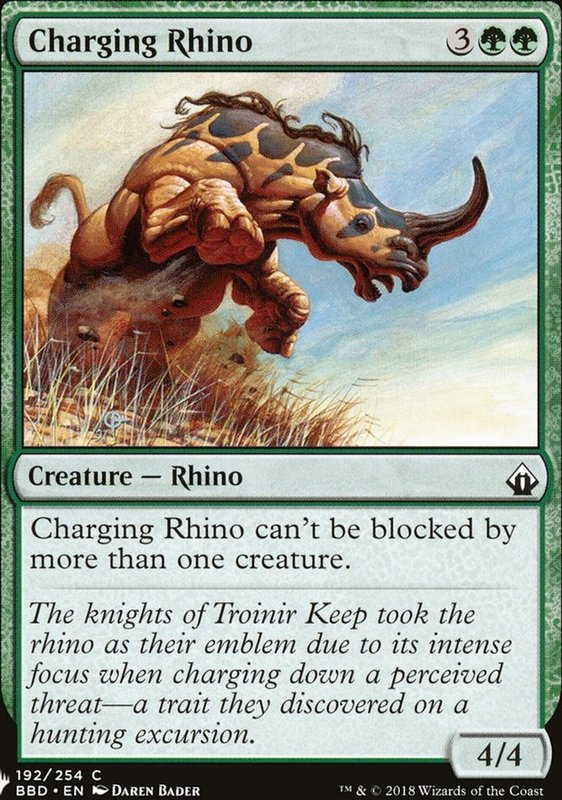 Charging Rhino 3
Creature — Rhino
Charging Rhino can't be blocked by
more than one creature.
The knights of Troinir Keep took the
rhino as their emblem due to its intense
focus when charging down a perceived
threat—a trait they discovered on a
hunting excursion.
4/4
192/254 C
BBD • EN DAREN BADER
™ & © 2018 Wizards of the Coast